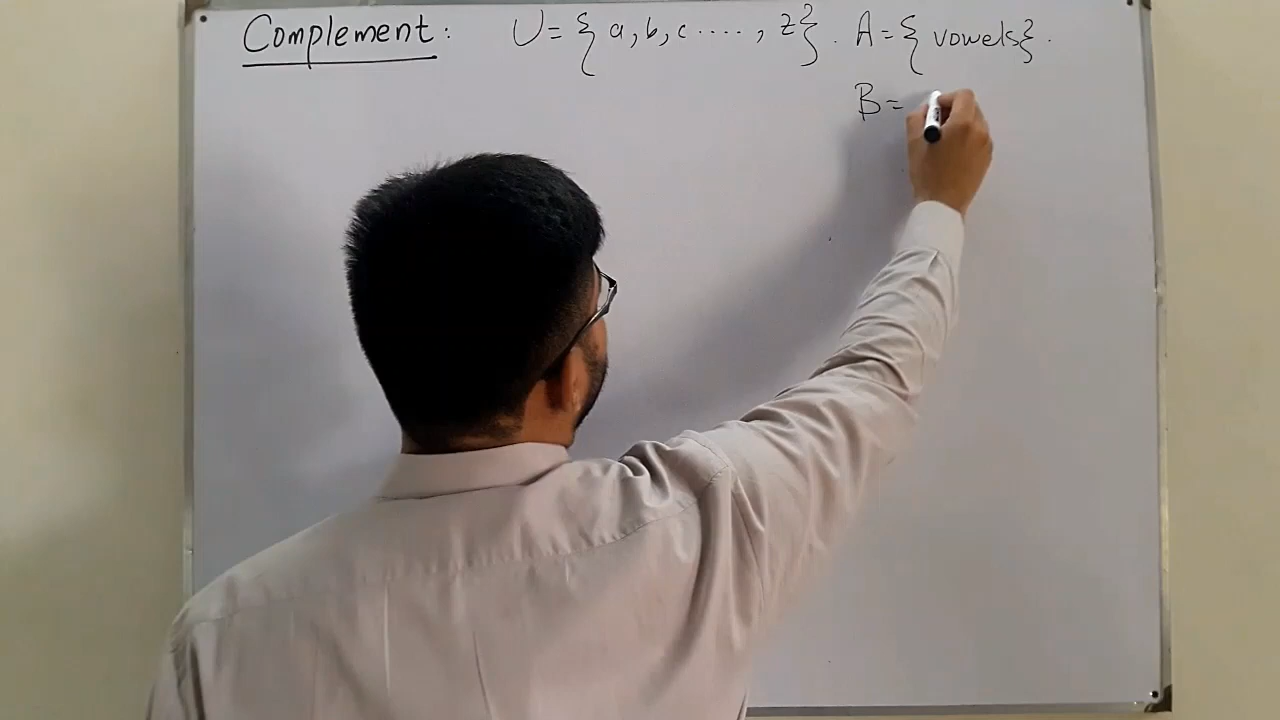 Complement: U = { a, b, c ...., z } . A = { vowels } .
B =